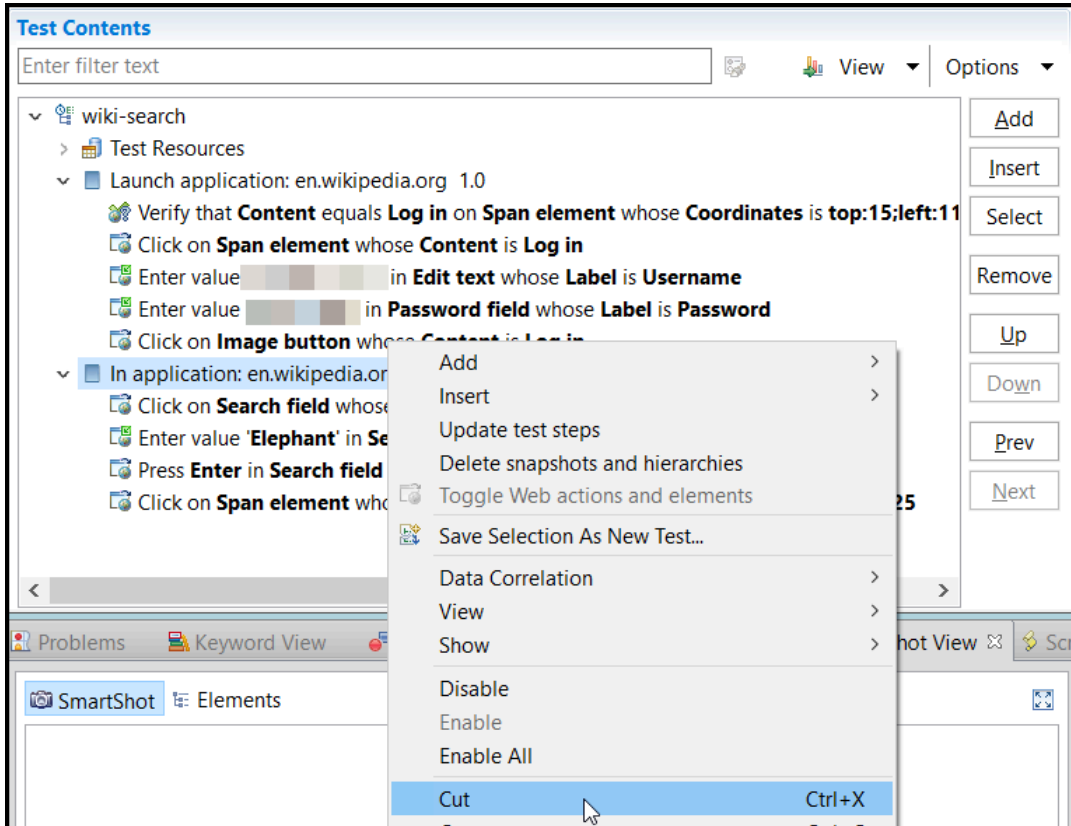 Test Contents
Enter filter text
View
Options
wiki-search
Add
Test Resources
Insert
Launch application: en.wikipedia.org 1.0
Verify that Content equals Log in on Span element whose Coordinates is top:15;left:11
Select
Click on Span element whose Content is Log in
Enter value in Edit text whose Label is Username
Remove
Enter value in Password field whose Label is Password
Click on Image button whose Content is Log in
Up
In application: en.wikipedia.or
Add
Down
Click on Search field whose
Insert
Enter value 'Elephant' in Se
Update test steps
Prev
Press Enter in Search field
Delete snapshots and hierarchies
Click on Span element who
Toggle Web actions and elements
25
Next
Save Selection As New Test...
Data Correlation
View
Problems
Keyword View
Show
hot View
Scr
SmartShot
Elements
Disable
Enable
Enable All
Cut Ctrl+X